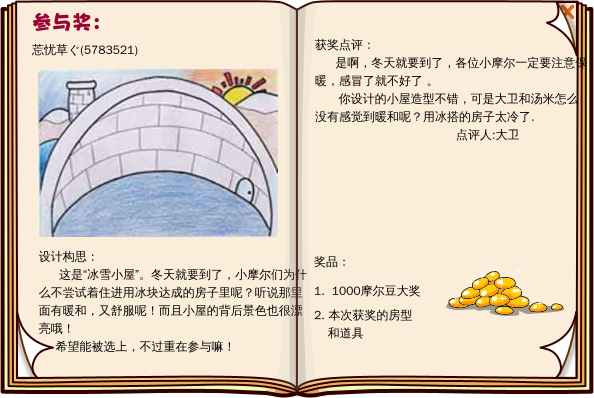 参与奖:
莣忧草ぐ(5783521)
设计构思：
这是“冰雪小屋”。冬天就要到了，小摩尔们为什
么不尝试着住进用冰块达成的房子里呢？听说那里
面有暖和，又舒服呢！而且小屋的背后景色也很漂
亮哦！
希望能被选上，不过重在参与嘛！
获奖点评：
是啊，冬天就要到了，各位小摩尔一定要注意保
暖，感冒了就不好了 。
你设计的小屋造型不错，可是大卫和汤米怎么
没有感觉到暖和呢？用冰搭的房子太冷了.
点评人:大卫
奖品：
1. 1000摩尔豆大奖
2. 本次获奖的房型
和道具